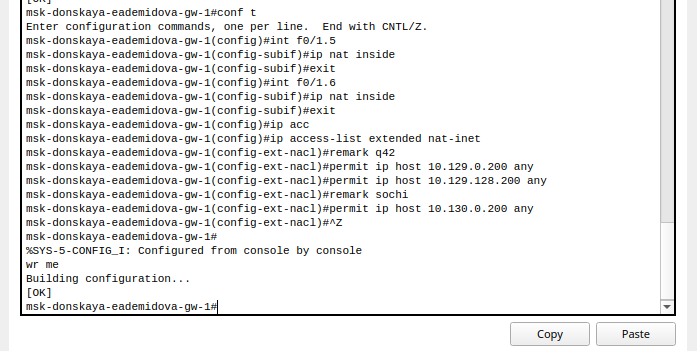 [OK]
msk-donskaya-eademidova-gw-1#conf t
Enter configuration commands, one per line.  End with CNTL/Z.
msk-donskaya-eademidova-gw-1(config)#int f0/1.5
msk-donskaya-eademidova-gw-1(config-subif)#ip nat inside
msk-donskaya-eademidova-gw-1(config-subif)#exit
msk-donskaya-eademidova-gw-1(config)#int f0/1.6
msk-donskaya-eademidova-gw-1(config-subif)#ip nat inside
msk-donskaya-eademidova-gw-1(config-subif)#exit
msk-donskaya-eademidova-gw-1(config)#ip acc
msk-donskaya-eademidova-gw-1(config)#ip access-list extended nat-inet
msk-donskaya-eademidova-gw-1(config-ext-nacl)#remark q42
msk-donskaya-eademidova-gw-1(config-ext-nacl)#permit ip host 10.129.0.200 any
msk-donskaya-eademidova-gw-1(config-ext-nacl)#permit ip host 10.129.128.200 any
msk-donskaya-eademidova-gw-1(config-ext-nacl)#remark sochi
msk-donskaya-eademidova-gw-1(config-ext-nacl)#permit ip host 10.130.0.200 any
msk-donskaya-eademidova-gw-1(config-ext-nacl)#^Z
msk-donskaya-eademidova-gw-1#
%SYS-5-CONFIG_I: Configured from console by console
wr me
Building configuration...
[OK]
msk-donskaya-eademidova-gw-1#
Copy Paste